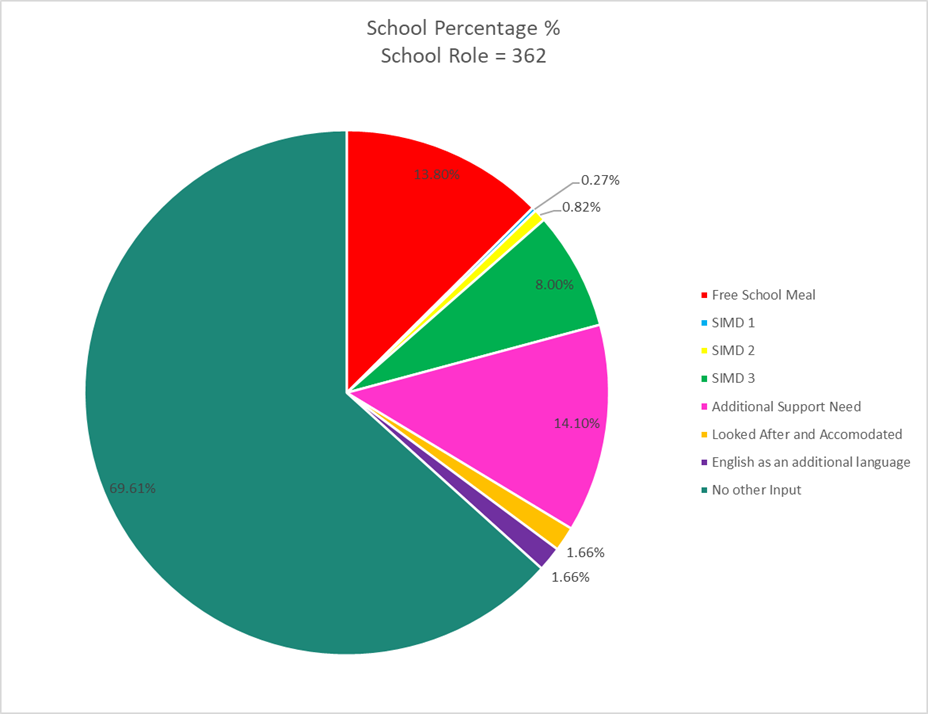 School Percentage %
School Role = 362
13.80%
0.27%
0.82%
8.00%
14.10%
1.66%
1.66%
69.61%
Free School Meal
SIMD 1
SIMD 2
SIMD 3
Additional Support Need
Looked After and Accomodated
English as an additional language
No other Input